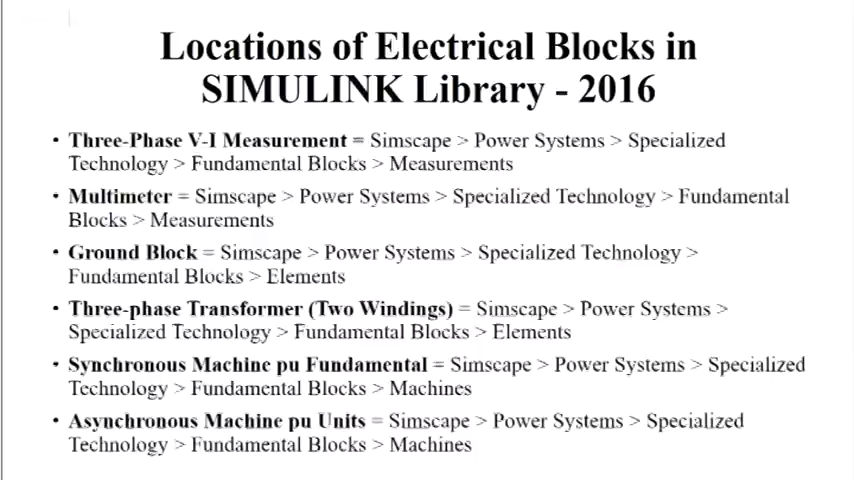 Locations of Electrical Blocks in
SIMULINK Library - 2016
• Three-Phase V-I Measurement = Simscape > Power Systems > Specialized
Technology > Fundamental Blocks > Measurements
• Multimeter = Simscape > Power Systems > Specialized Technology > Fundamental
Blocks > Measurements
• Ground Block = Simscape > Power Systems > Specialized Technology >
Fundamental Blocks > Elements
• Three-phase Transformer (Two Windings) = Simscape > Power Systems >
Specialized Technology > Fundamental Blocks > Elements
• Synchronous Machine pu Fundamental = Simscape > Power Systems > Specialized
Technology > Fundamental Blocks > Machines
• Asynchronous Machine pu Units = Simscape > Power Systems > Specialized
Technology > Fundamental Blocks > Machines